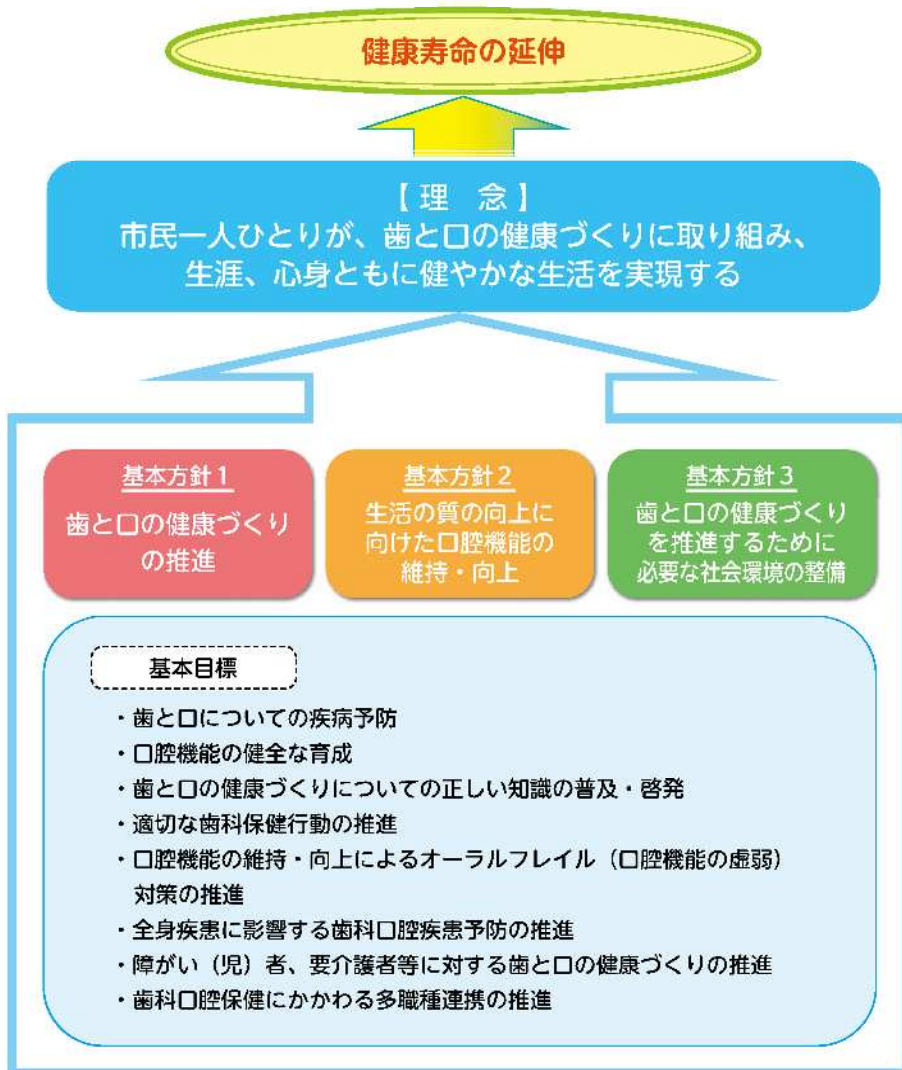 健康寿命の延伸
【理 念】
市民一人ひとりが、歯と口の健康づくりに取り組み、
生涯、心身ともに健やかな生活を実現する
基本方針1
歯と口の健康づくり
の推進
基本方針2
生活の質の向上に
向けた口腔機能の
維持・向上
基本方針3
歯と口の健康づくり
を推進するために
必要な社会環境の整備
基本目標
・歯と口についての疾病予防
・口腔機能の健全な育成
・歯と口の健康づくりについての正しい知識の普及・啓発
・適切な歯科保健行動の推進
・口腔機能の維持・向上によるオーラルフレイル（口腔機能の虚弱）
対策の推進
・全身疾患に影響する歯科口腔疾患予防の推進
・障がい（児）者、要介護者等に対する歯と口の健康づくりの推進
・歯科口腔保健にかかわる多職種連携の推進